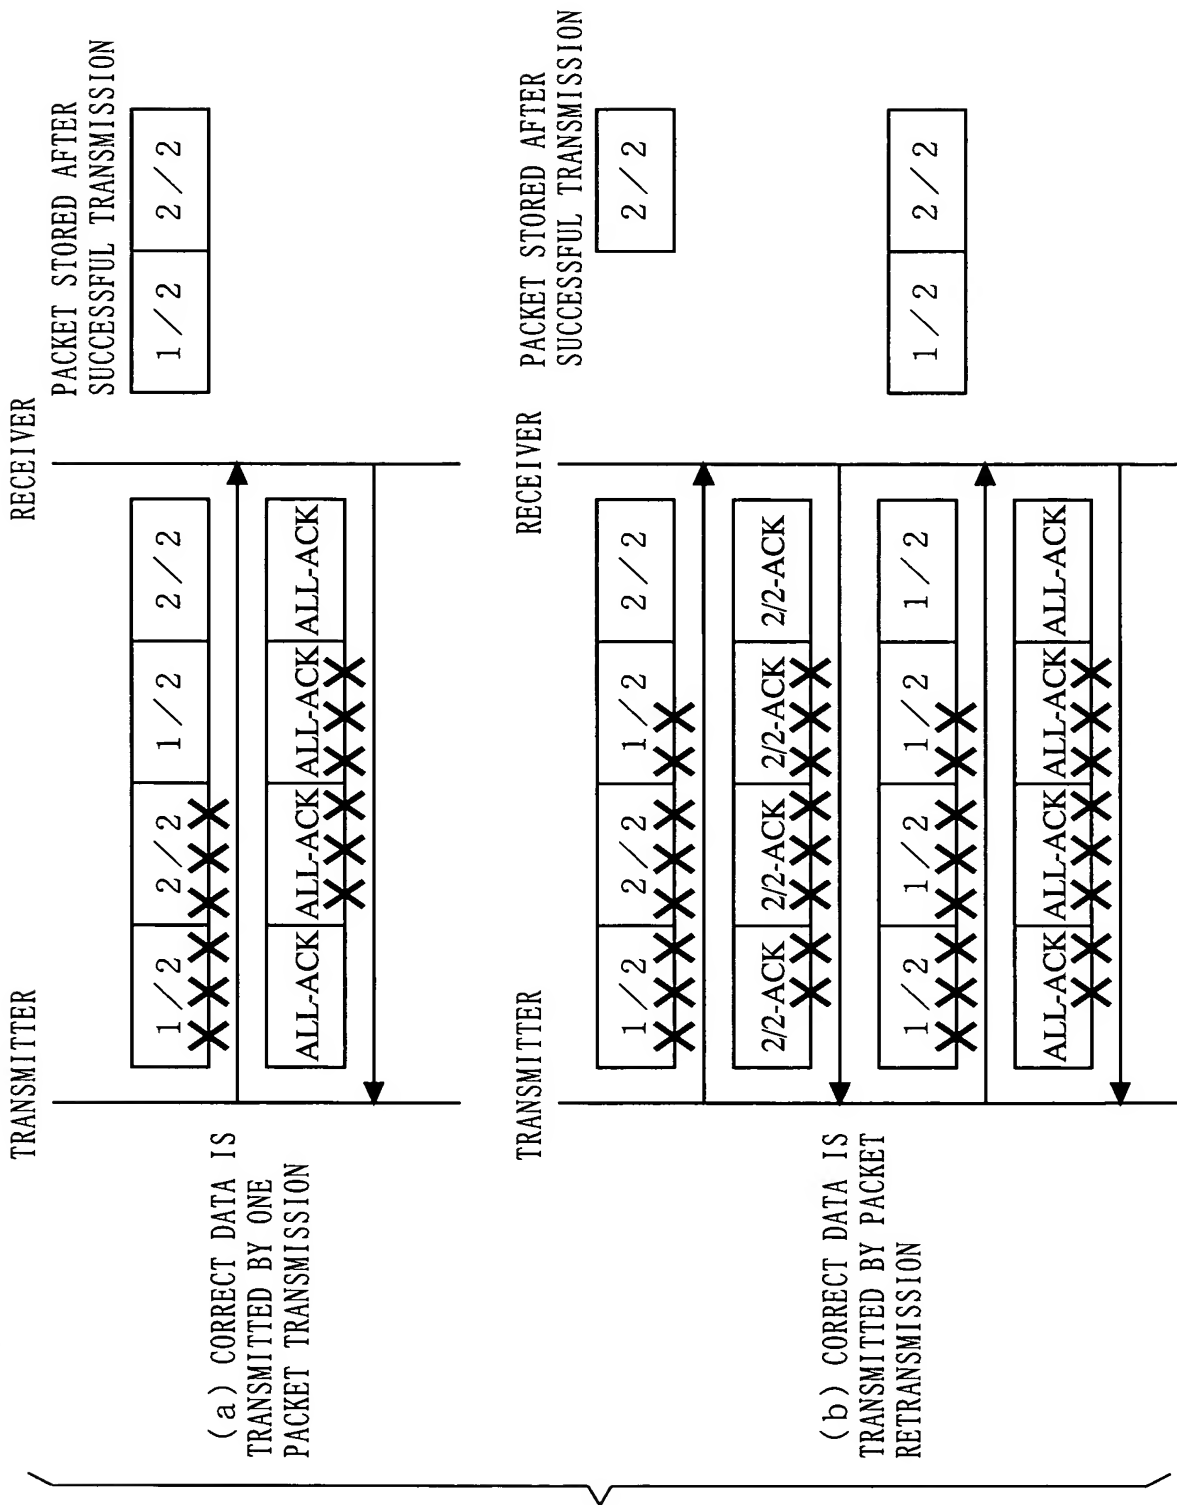 TRANSMITTER
RECEIVER
PACKET STORED AFTER
SUCCESSFUL TRANSMISSION
(a) CORRECT DATA IS
TRANSMITTED BY ONE
PACKET TRANSMISSION
1/2 2/2 1/2 2/2
1/2 2/2
ALL-ACK ALL-ACK ALL-ACK ALL-ACK
TRANSMITTER
RECEIVER
PACKET STORED AFTER
SUCCESSFUL TRANSMISSION
(b) CORRECT DATA IS
TRANSMITTED BY PACKET
RETRANSMISSION
1/2 2/2 1/2 2/2
2/2
2/2-ACK 2/2-ACK 2/2-ACK 2/2-ACK
1/2 1/2 1/2 1/2
1/2 2/2
ALL-ACK ALL-ACK ALL-ACK ALL-ACK